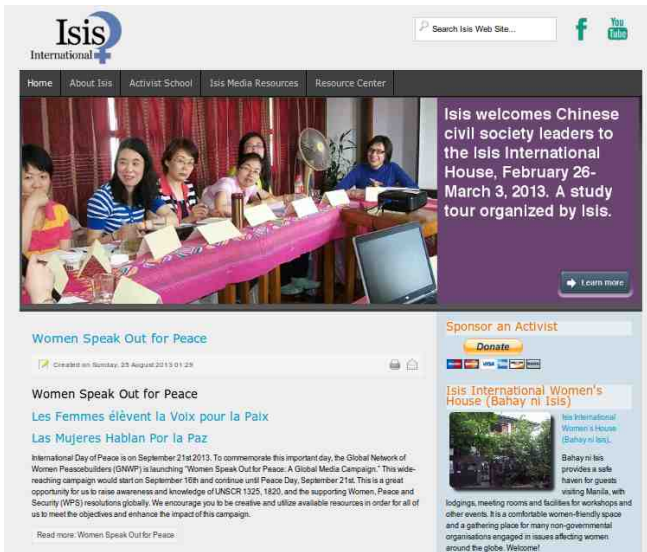 Isis
International
Search Isis Web Site...
f
You
Tube
Home About Isis Activist School Isis Media Resources Resource Center
Isis welcomes Chinese
civil society leaders to
the Isis International
House, February 26-
March 3, 2013. A study
tour organized by Isis.
Learn more
Women Speak Out for Peace
Created on Sunday, 25 August 2013 01:25
Women Speak Out for Peace
Les Femmes élèvent la Voix pour la Paix
Las Mujeres Hablan Por la Paz
International Day of Peace is on September 21st 2013. To commemorate this important day, the Global Network of
Women Peacebuilders (GNWP) is launching "Women Speak Out for Peace: A Global Media Campaign." This wide-
reaching campaign would start on September 16th and continue until Peace Day, September 21st. This is a great
opportunity for us to raise awareness and knowledge of UNSCR 1325, 1820, and the supporting Women, Peace and
Security (WPS) resolutions globally. We encourage you to be creative and utilize available resources in order for all of
us to meet the objectives and enhance the impact of this campaign.
Read more: Women Speak Out for Peace
Sponsor an Activist
Donate
VISA
Isis International Women's
House (Bahay ni Isis)
Isis International
Women's House
(Bahay ni Isis).
Bahay ni Isis
provides a safe
haven for guests
visiting Manila, with
lodgings, meeting rooms and facilities for workshops and
other events. It is a comfortable women-friendly space
and a gathering place for many non-governmental
organisations engaged in issues affecting women
around the globe. Welcome!